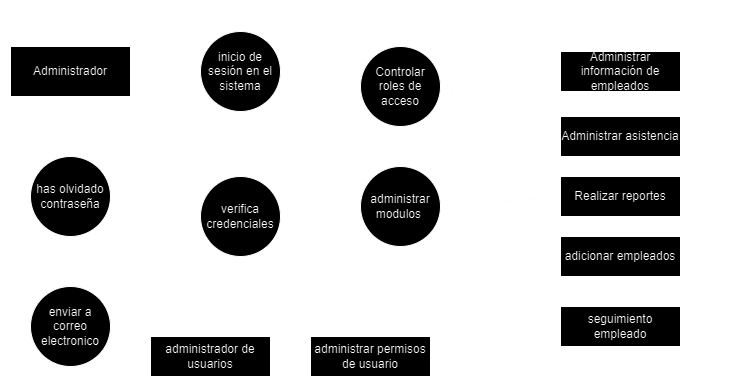 Administrador
inicio de
sesión en el
sistema
Controlar
roles de
acceso
Administrar
información de
empleados
Administrar asistencia
has olvidado
contraseña
verifica
credenciales
administrar
modulos
Realizar reportes
adicionar empleados
enviar a
correo
electronico
administrador de
usuarios
administrar permisos
de usuario
seguimiento
empleado